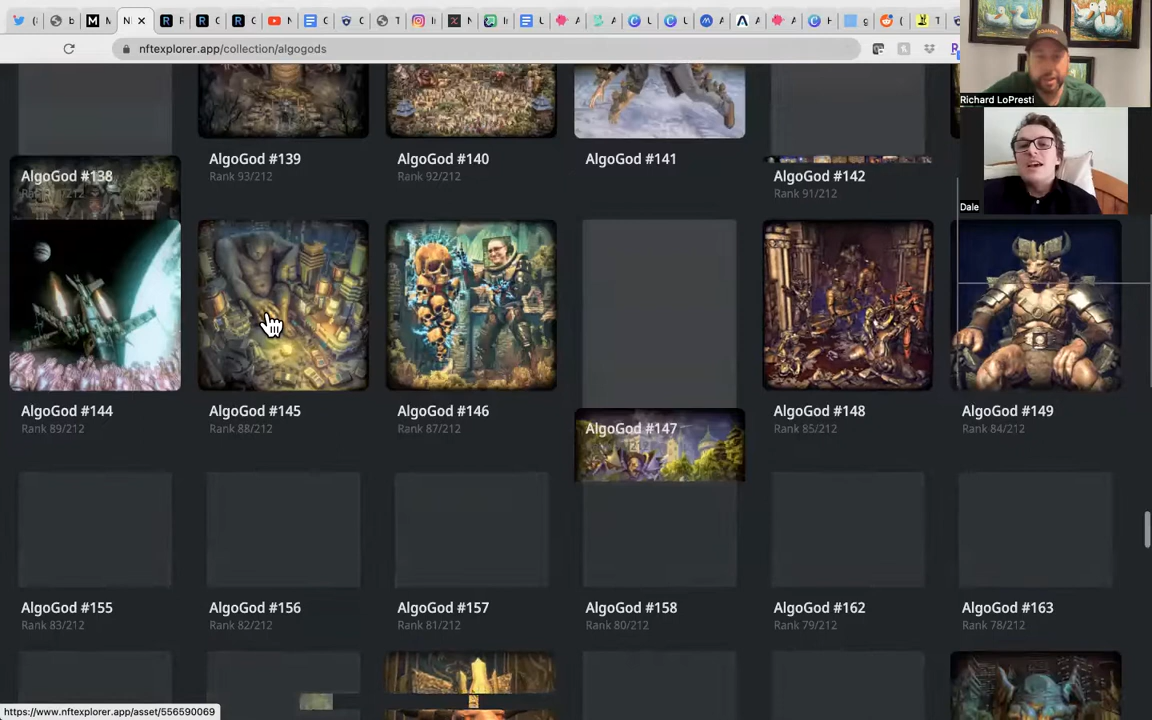 nftexplorer.app/collection/algogods
Richard LoPresti
Dale
AlgoGod #138
AlgoGod #139
Rank 93/212
AlgoGod #140
Rank 92/212
AlgoGod #141
AlgoGod #142
Rank 91/212
AlgoGod #144
Rank 89/212
AlgoGod #145
Rank 88/212
AlgoGod #146
Rank 87/212
AlgoGod #147
AlgoGod #148
Rank 85/212
AlgoGod #149
Rank 84/212
AlgoGod #155
Rank 83/212
AlgoGod #156
Rank 82/212
AlgoGod #157
Rank 81/212
AlgoGod #158
Rank 80/212
AlgoGod #162
Rank 79/212
AlgoGod #163
Rank 78/212
https://www.nftexplorer.app/asset/556590069